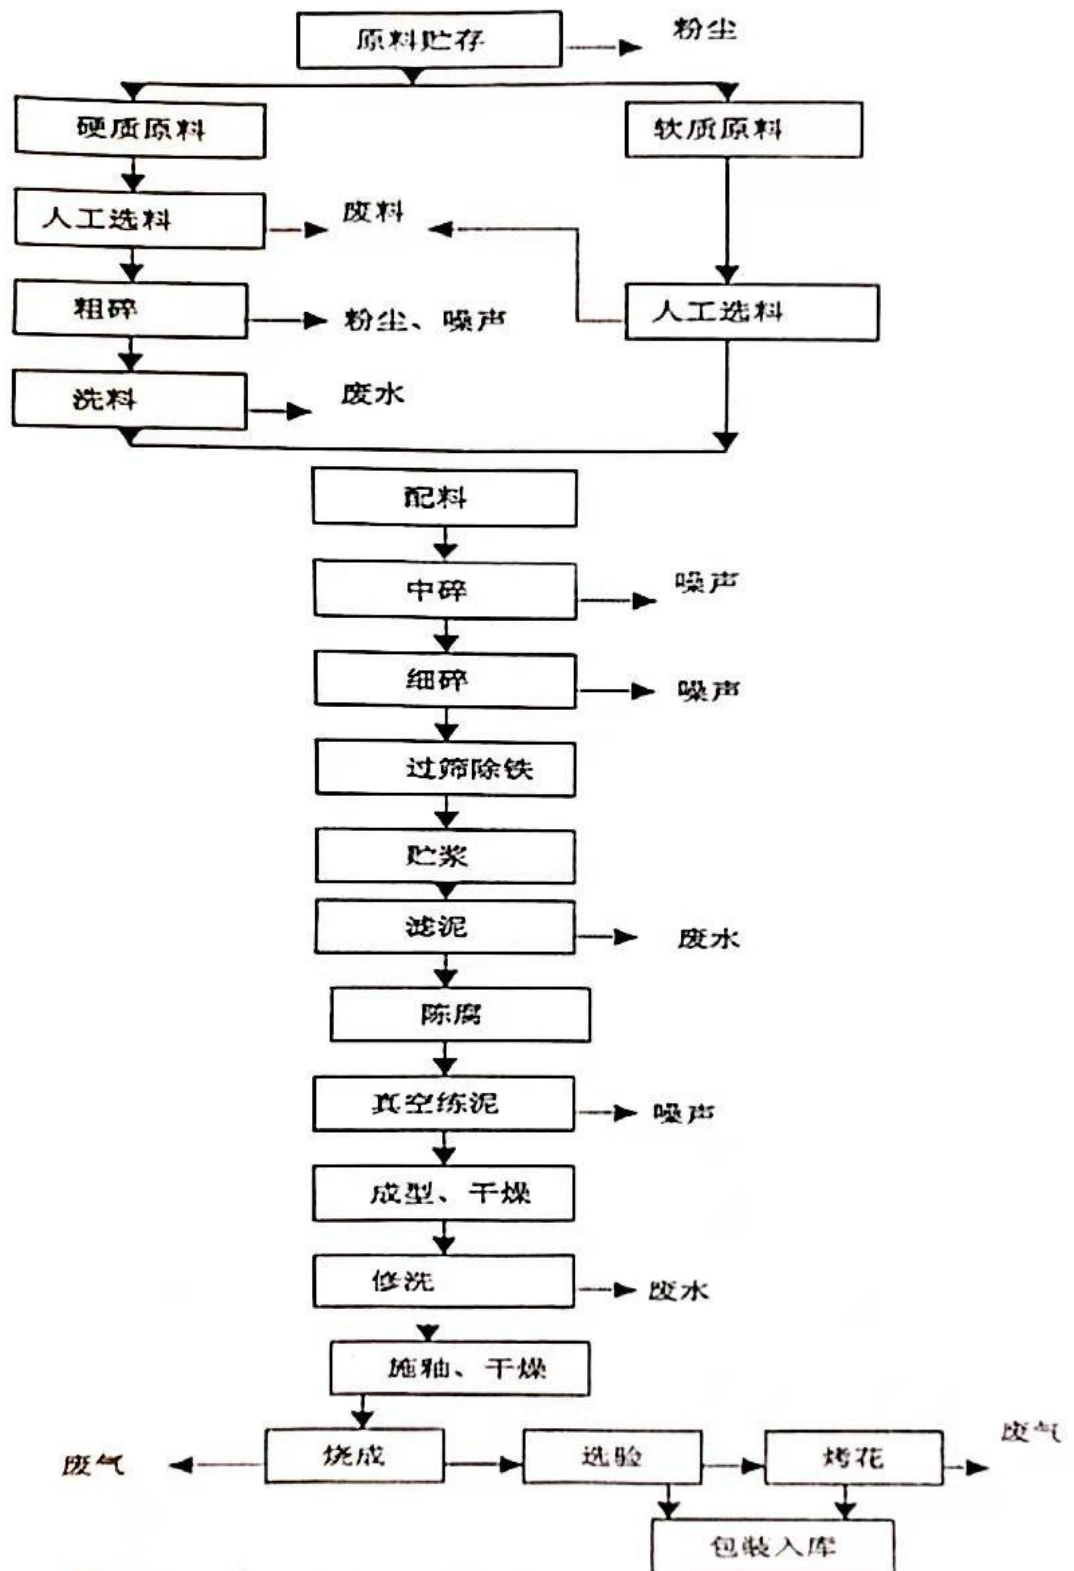 原料贮存
粉尘
硬质原料
软质原料
人工选料
废料
粗碎
粉尘、噪声
人工选料
洗料
废水
配料
中碎
噪声
细碎
噪声
过筛除铁
贮浆
滤泥
废水
陈腐
真空练泥
噪声
成型、干燥
修洗
废水
施釉、干燥
废气
烧成
选验
烤花
废气
包装入库